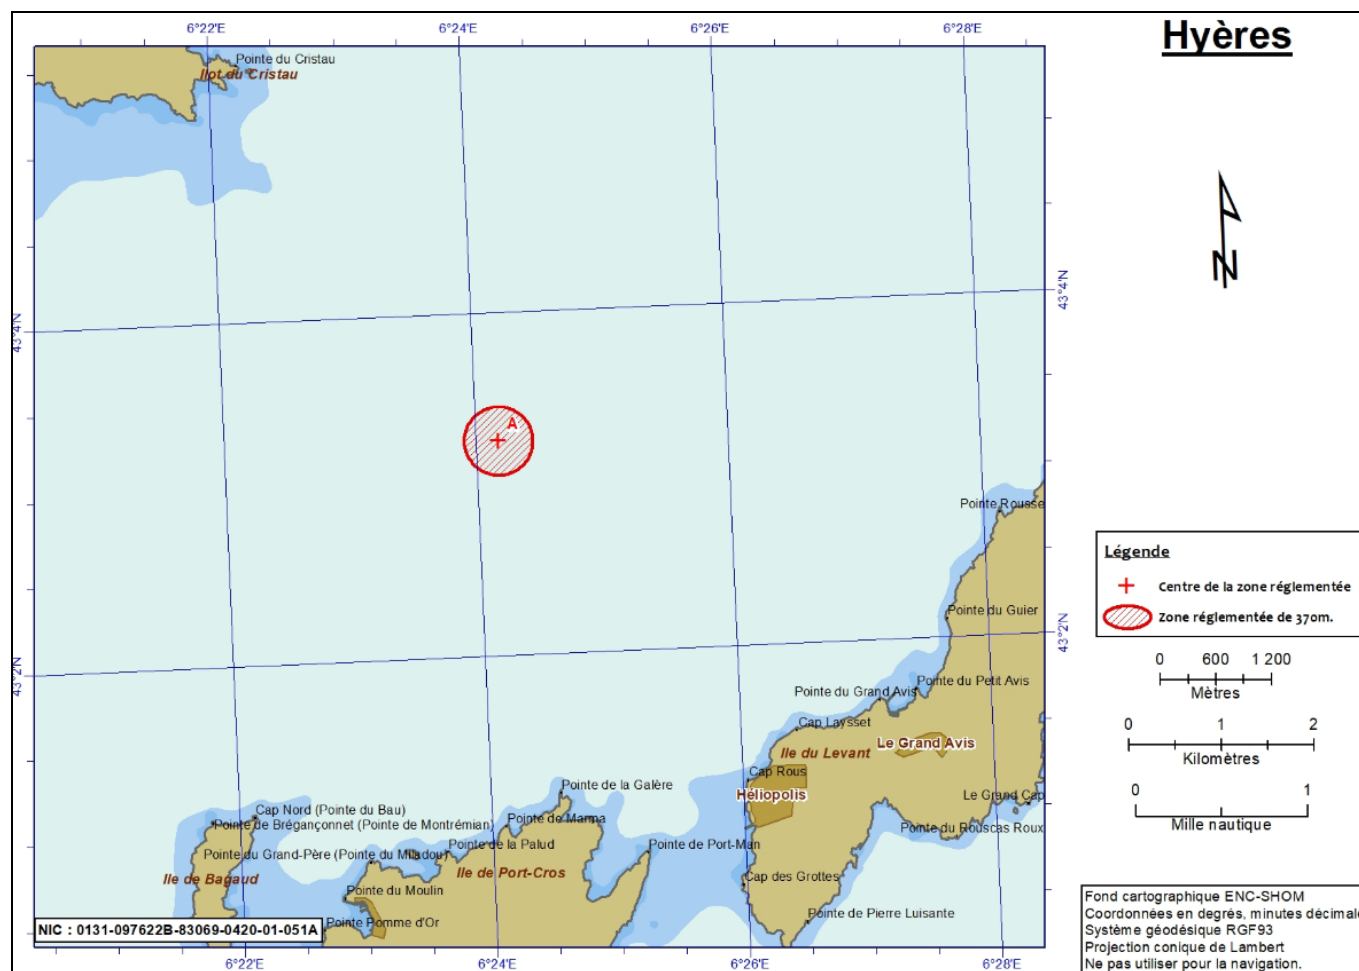 Hyères
6°22'E
6°24'E
6°26'E
6°28'E
Pointe du Cristau
Ilot du Cristau
43°4'N
43°4'N
A
Pointe Rousse
Légende
Centre de la zone réglementée
Zone réglementée de 370m.
Pointe du Guier
43°2'N
43°2'N
0 600 1 200
Mètres
Pointe du Petit Avis
Pointe du Grand Avis
Cap Laysset
0 1 2
Kilomètres
Le Grand Avis
Ile du Levant
Cap Rous
Héliopolis
Pointe de la Galère
Le Grand Cap
0 1
Mille nautique
Cap Nord (Pointe du Bau)
Pointe de Brégançonnet (Pointe de Montrémian)
Pointe de Marma
Pointe du Rouscas Roux
Pointe de la Palud
Pointe de Port-Man
Pointe du Grand-Père (Pointe du Miladou)
Ile de Bagaud
Ile de Port-Cros
Cap des Grottes
Pointe du Moulin
Pointe de Pierre Luisante
Pointe Pomme d'Or
NIC : 0131-097622B-83069-0420-01-051A
6°22'E
6°24'E
6°26'E
6°28'E
Fond cartographique ENC-SHOM
Coordonnées en degrés, minutes décimale
Système géodésique RGF93
Projection conique de Lambert
Ne pas utiliser pour la navigation.
N